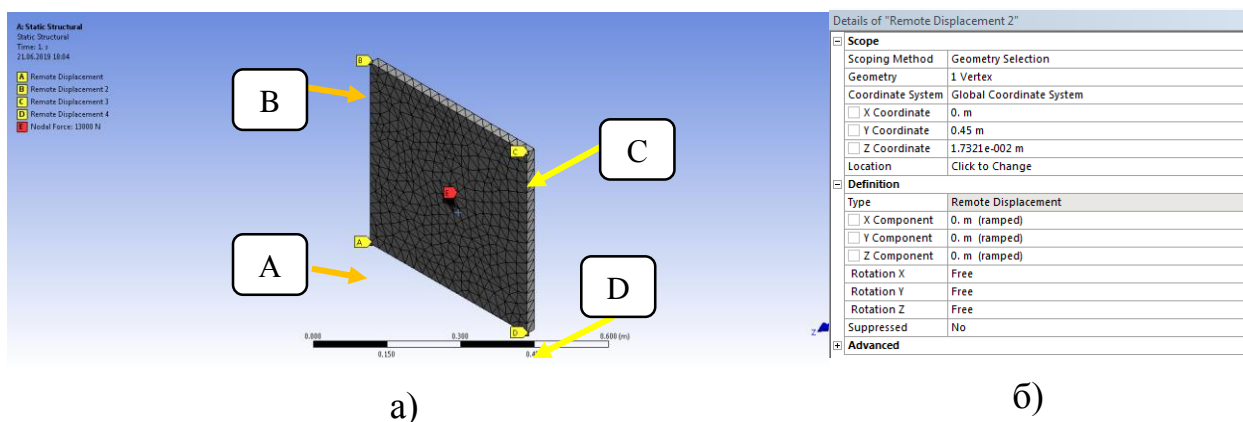 A: Static Structural
Static Structural
Time: 1. s
21.06.2019 18:04
A Remote Displacement
B Remote Displacement 2
C Remote Displacement 3
D Remote Displacement 4
E Nodal Force: 13000 N
B
B
C
C
E
A
A
D
D
0.000
0.300
0.600 (m)
0.150
Z
а)
Details of "Remote Displacement 2"
Scope
Scoping Method Geometry Selection
Geometry 1 Vertex
Coordinate System Global Coordinate System
X Coordinate 0. m
Y Coordinate 0.45 m
Z Coordinate 1.7321e-002 m
Location Click to Change
Definition
Type Remote Displacement
X Component 0. m (ramped)
Y Component 0. m (ramped)
Z Component 0. m (ramped)
Rotation X Free
Rotation Y Free
Rotation Z Free
Suppressed No
Advanced
б)